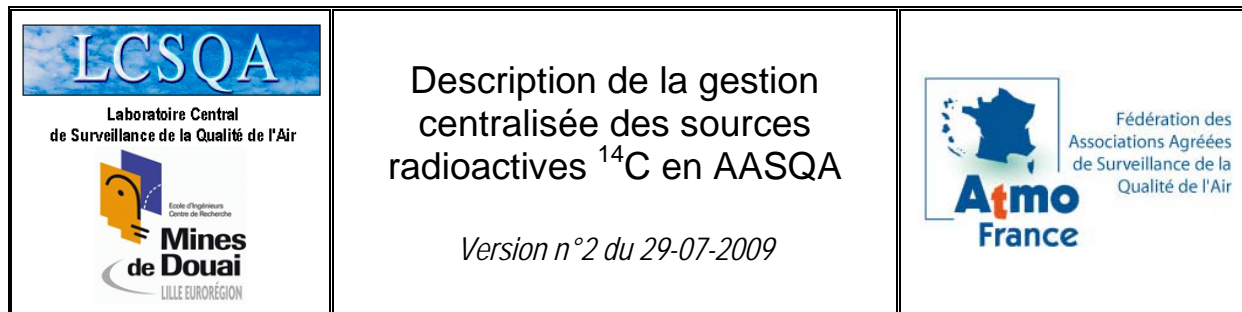 LCSQA
Laboratoire Central
de Surveillance de la Qualité de l'Air
Ecole d'Ingénieurs
Centre de Recherche
Mines
de Douai
LILLE EURORÉGION
Description de la gestion
centralisée des sources
radioactives ¹⁴C en AASQA
Version n°2 du 29-07-2009
Atmo
France
Fédération des
Associations Agréées
de Surveillance de la
Qualité de l'Air